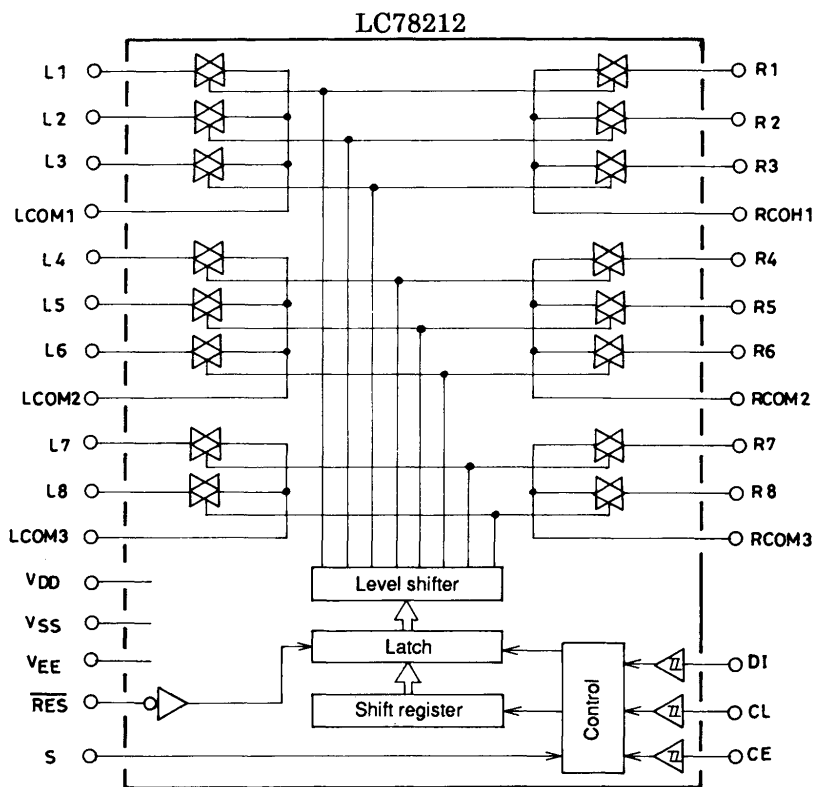 LC78212
L1 R1
L2 R2
L3 R3
LCOM1 RCOH1
L4 R4
L5 R5
L6 R6
LCOM2 RCOM2
L7 R7
L8 R8
LCOM3 RCOM3
VDD
Level shifter
VSS
Latch
VEE
DI
RES
Shift register
Control
CL
S
CE